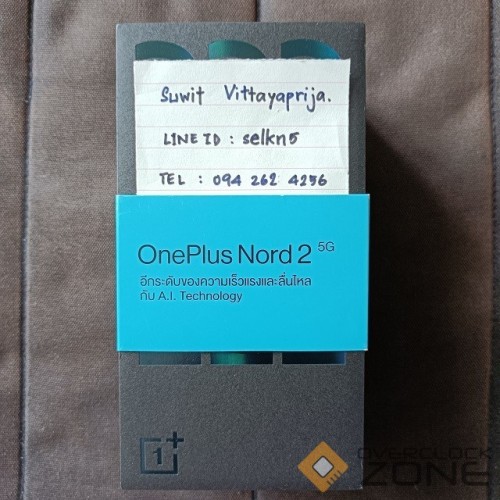 Suwit Vittayaprija.
LINE ID : selkn5
TEL : 094 262 4256
OnePlus Nord 2 5G
อีกระดับของความเร็วแรงและลื่นไหล
กับ A.I. Technology
1+
OVERCLOCK
ZONE